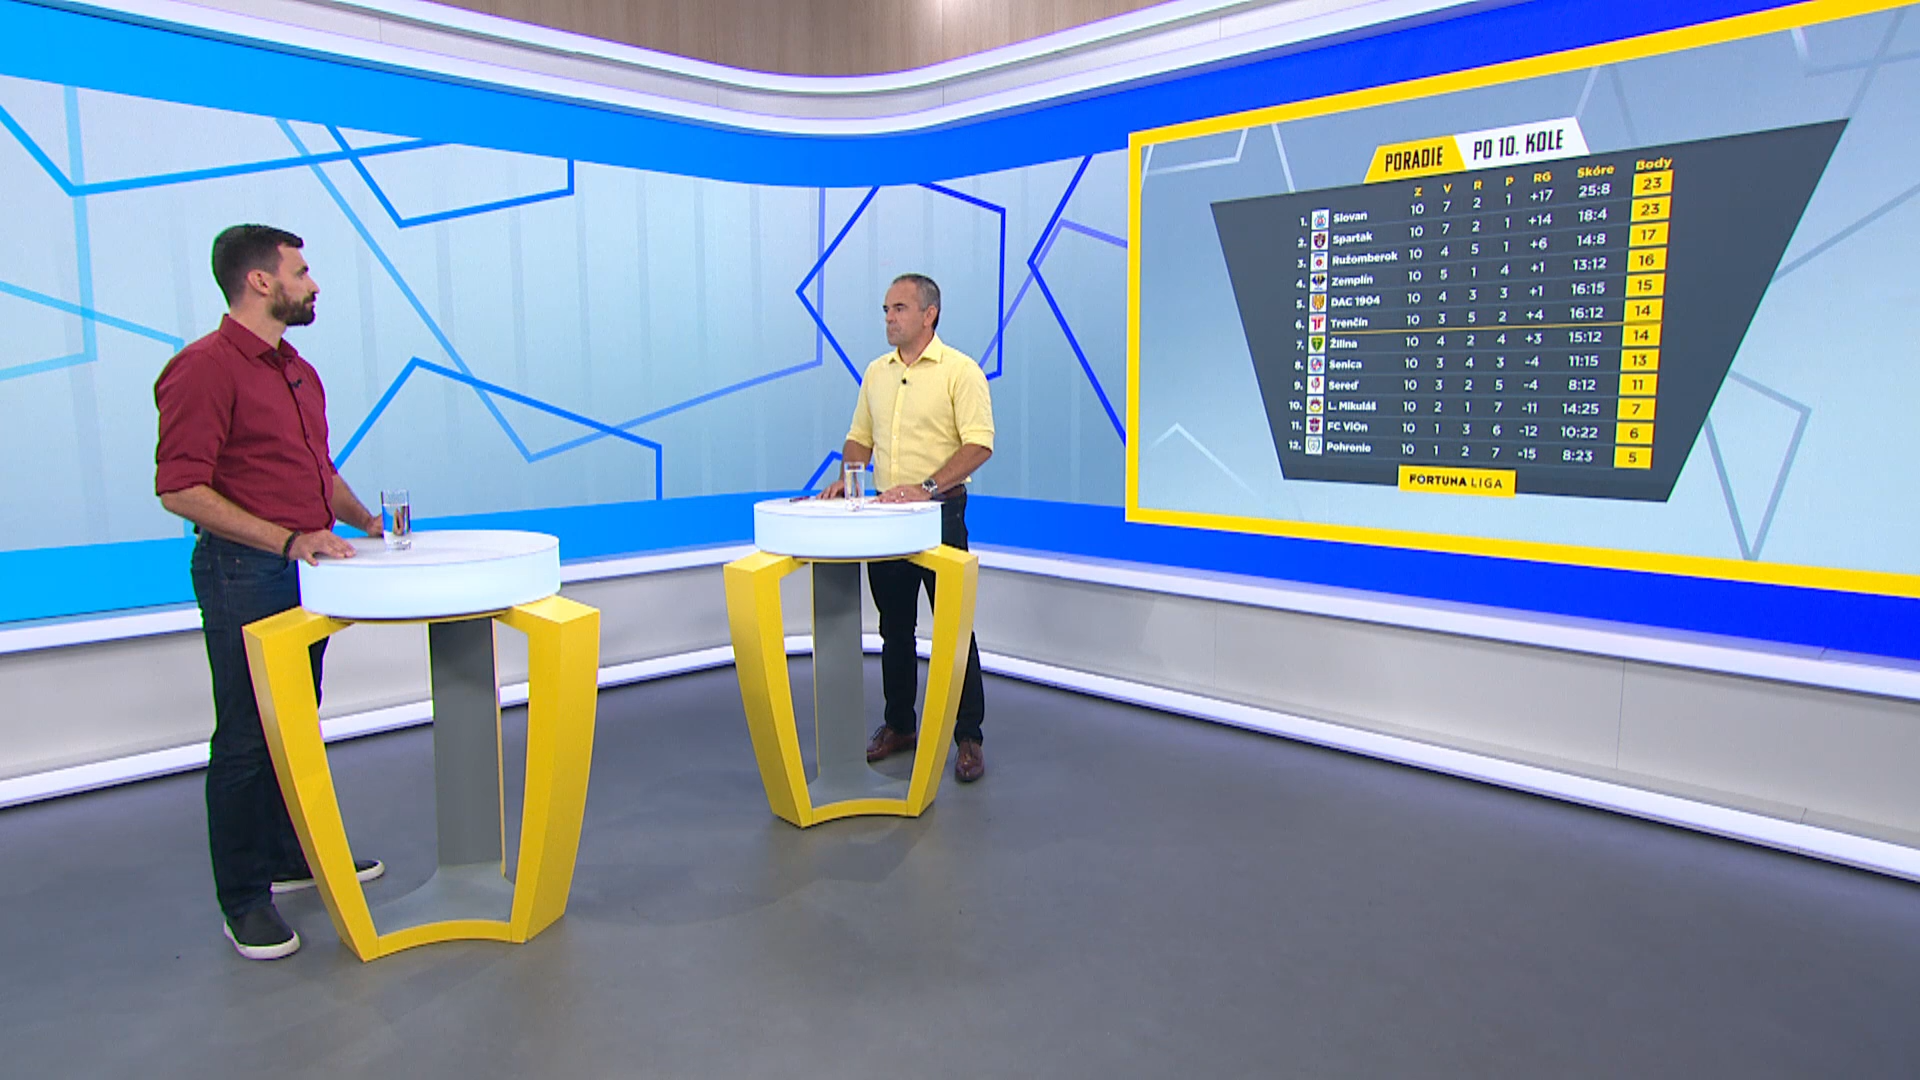 PORADIE PO 10. KOLE
Z V R P RG Skóre Body
1. Slovan 10 7 2 1 +17 25:8 23
2. Spartak 10 7 2 1 +14 18:4 23
3. Ružomberok 10 4 5 1 +6 14:8 17
4. Zemplín 10 5 1 4 +1 13:12 16
5. DAC 1904 10 4 3 3 +1 16:15 15
6. Trenčín 10 3 5 2 +4 16:12 14
7. Žilina 10 4 2 4 +3 15:12 14
8. Senica 10 3 4 3 -4 11:15 13
9. Sereď 10 3 2 5 -4 8:12 11
10. L. Mikuláš 10 2 1 7 -11 14:25 7
11. FC ViOn 10 1 3 6 -12 10:22 6
12. Pohronie 10 1 2 7 -15 8:23 5
FORTUNA LIGA